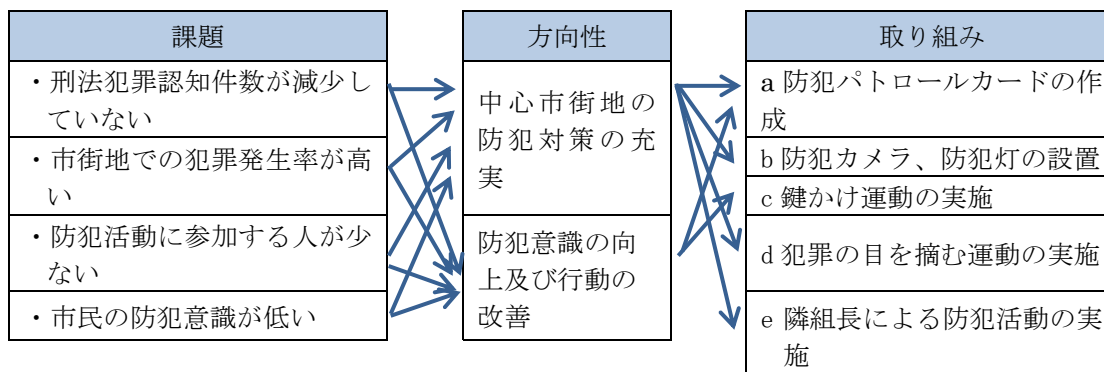 課題
・刑法犯罪認知件数が減少し
ていない
・市街地での犯罪発生率が高
い
・防犯活動に参加する人が少
ない
・市民の防犯意識が低い
方向性
中心市街地の
防犯対策の充
実
防犯意識の向
上及び行動の
改善
取り組み
a 防犯パトロールカードの作
成
b 防犯カメラ、防犯灯の設置
c 鍵かけ運動の実施
d 犯罪の目を摘む運動の実施
e 隣組長による防犯活動の実
施